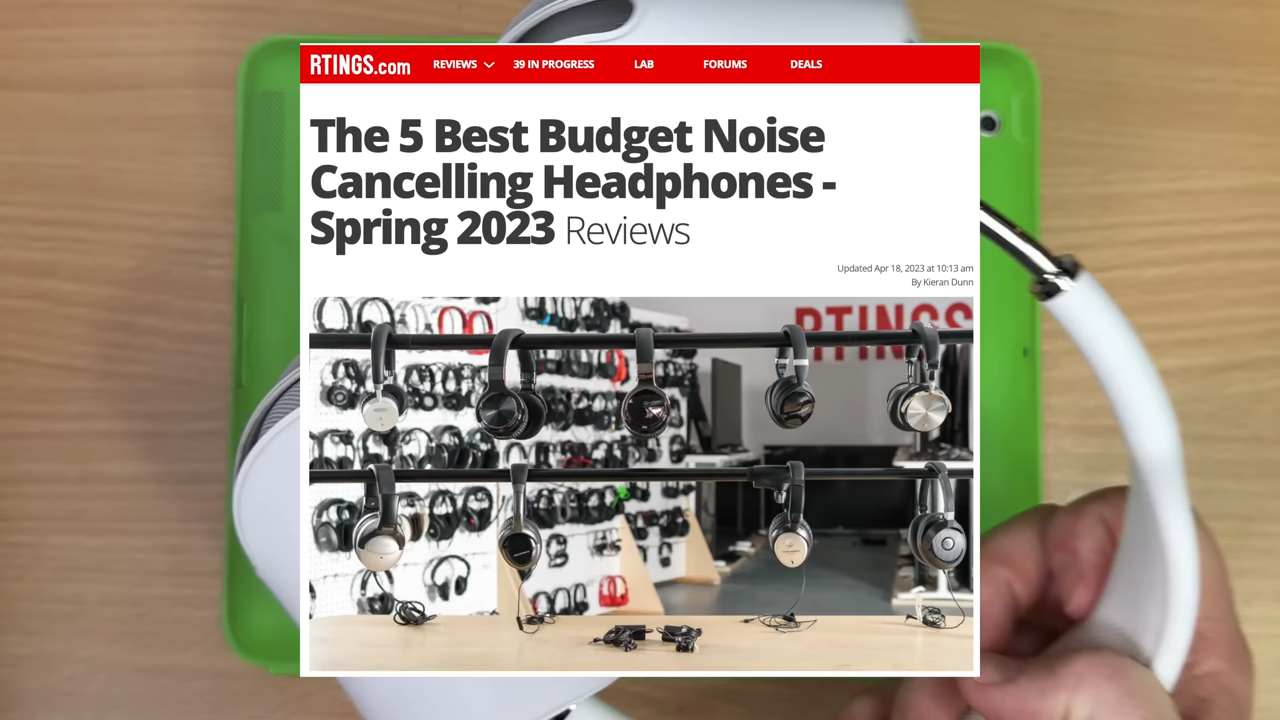 RTINGS.com REVIEWS 39 IN PROGRESS LAB FORUMS DEALS
The 5 Best Budget Noise
Cancelling Headphones -
Spring 2023 Reviews
Updated Apr 18, 2023 at 10:13 am
By Kieran Dunn
RTINGS